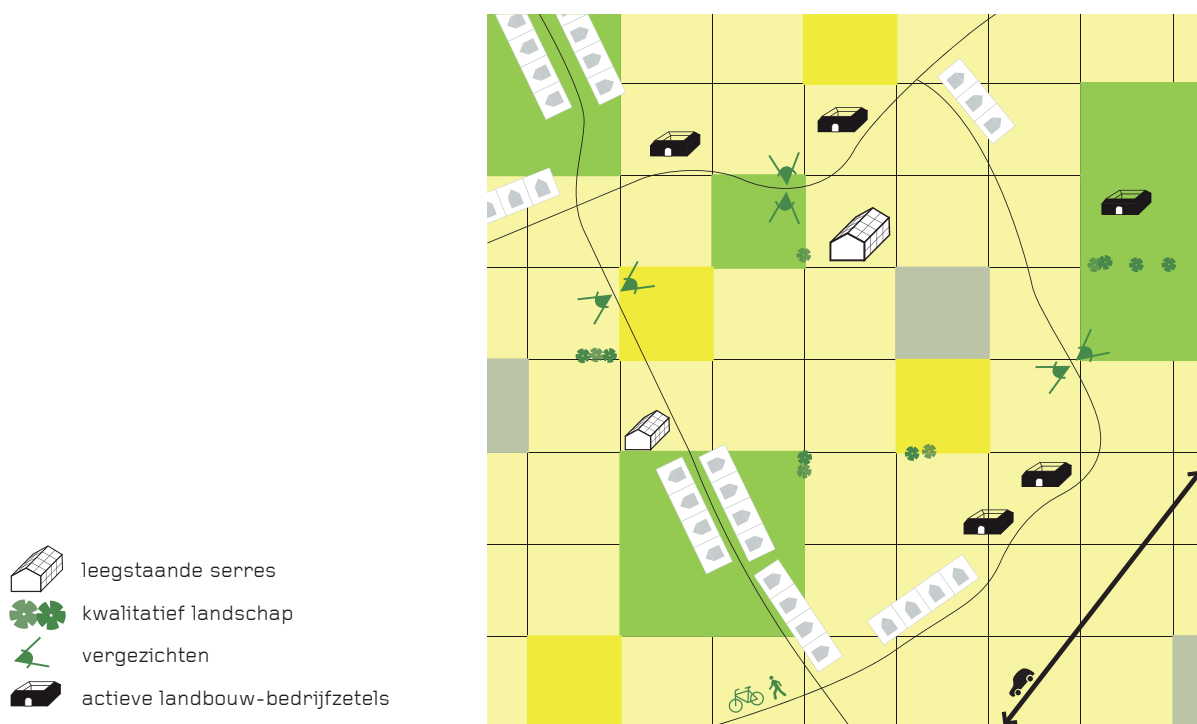 leegstaande serres
kwalitatief landschap
vergezichten
actieve landbouw-bedrijfzetels